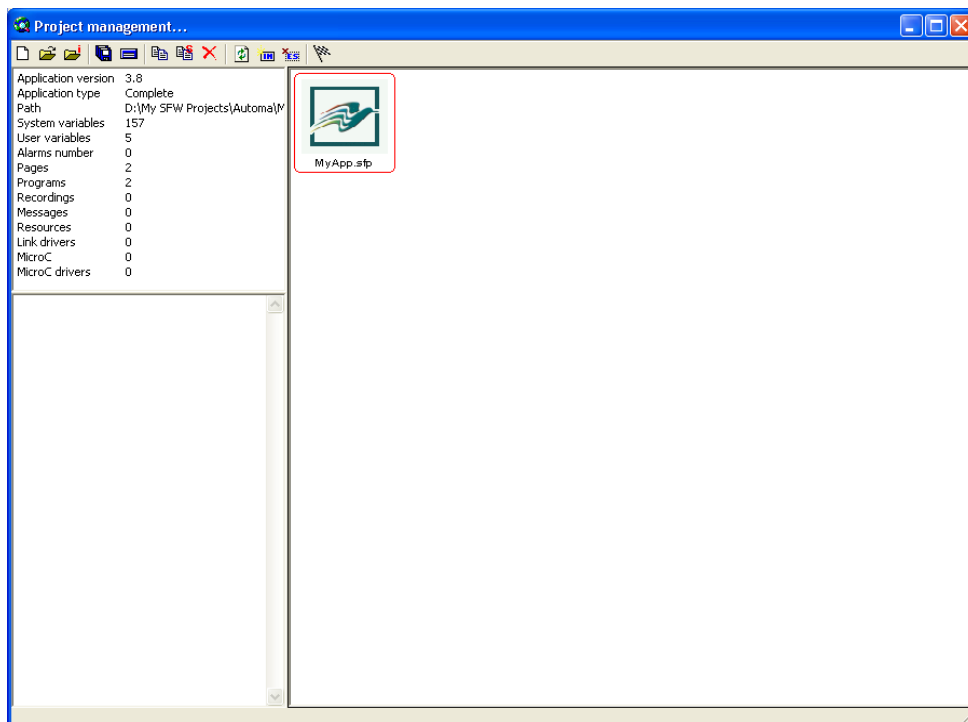 Project management...
IM
ES
Application version 3.8
Application type Complete
Path D:\My SFW Projects\Automa\M
System variables 157
User variables 5
Alarms number 0
Pages 2
Programs 2
Recordings 0
Messages 0
Resources 0
Link drivers 0
MicroC 0
MicroC drivers 0
MyApp.sfp